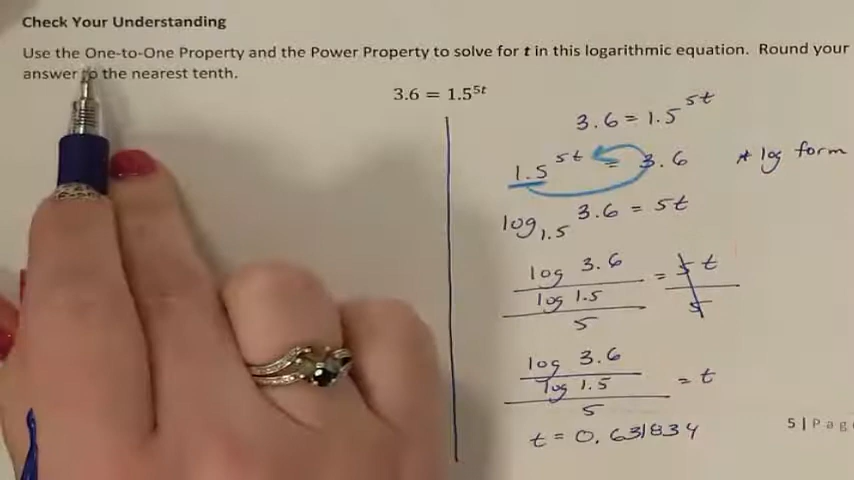 Check Your Understanding
Use the One-to-One Property and the Power Property to solve for t in this logarithmic equation. Round your
answer to the nearest tenth.
3.6 = 1.5^5t
3.6 = 1.5^5t
1.5^5t = 3.6 * log form
log_1.5 3.6 = 5t
log 3.6 / log 1.5 / 5 = 5t / 5
log 3.6 / log 1.5 / 5 = t
t = 0.631834
5 | Pag